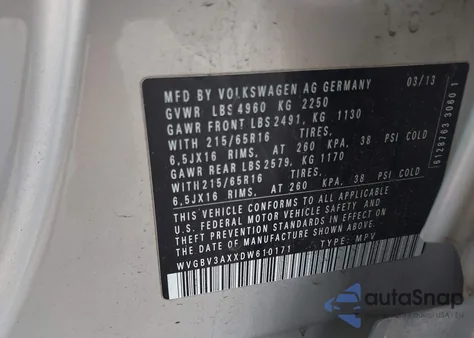 MFD BY VOLKSWAGEN AG GERMANY 03/13
GVWR LBS 4960 KG 2250
GAWR FRONT LBS 2491, KG 1130
WITH 215/65R16 TIRES,
6,5JX16 RIMS, AT 260 KPA, 38 PSI COLD
GAWR REAR LBS 2579, KG 1170
WITH 215/65R16 TIRES,
6,5JX16 RIMS, AT 260 KPA, 38 PSI COLD
THIS VEHICLE CONFORMS TO ALL APPLICABLE
U.S. FEDERAL MOTOR VEHICLE SAFETY AND
THEFT PREVENTION STANDARDS IN EFFECT ON THE
DATE OF MANUFACTURE SHOWN ABOVE.
WVGBV3AXXDW610171 TYPE: MPV
autoSnap